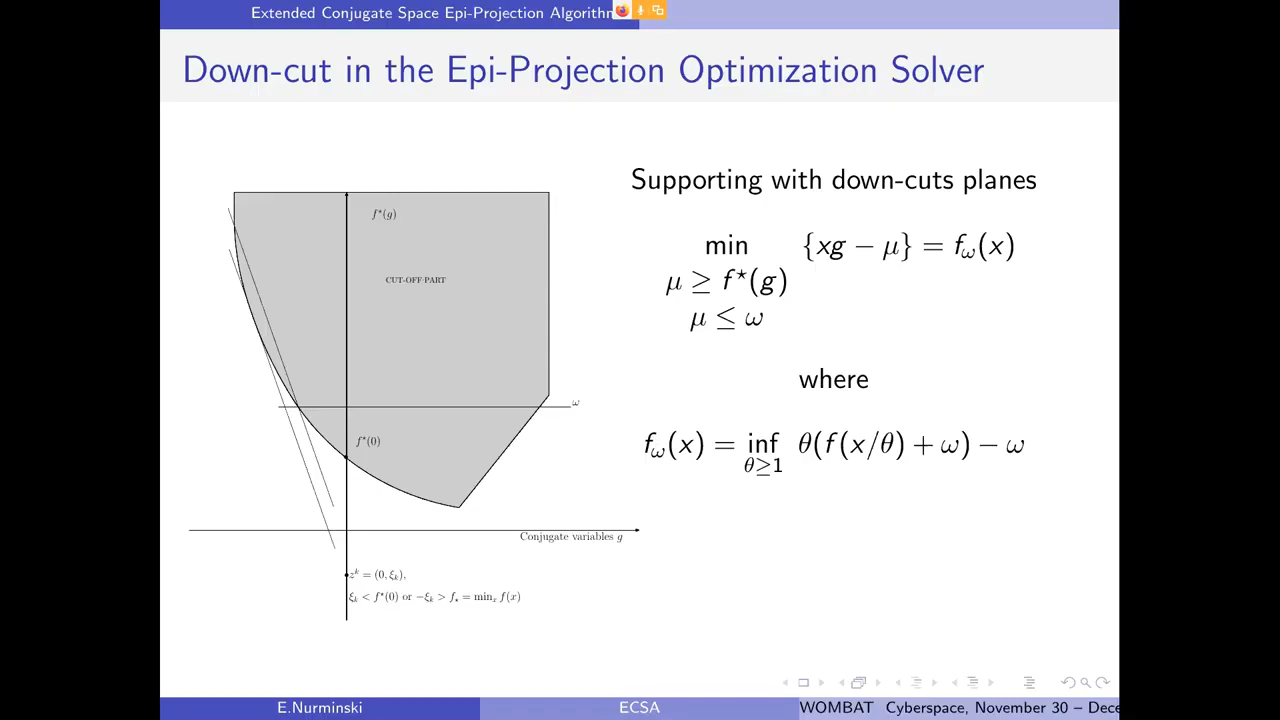 Extended Conjugate Space Epi-Projection Algorithm
Down-cut in the Epi-Projection Optimization Solver
Supporting with down-cuts planes
min {xg − μ} = f_ω(x)
μ ≥ f⋆(g)
μ ≤ ω
where
f_ω(x) = inf θ(f(x/θ) + ω) − ω
θ≥1
f⋆(g)
CUT-OFF-PART
ω
f⋆(0)
Conjugate variables g
z^k = (0, ξ_k),
ξ_k < f⋆(0) or −ξ_k > f_⋆ = min_x f(x)
E.Nurminski
ECSA
WOMBAT Cyberspace, November 30 – Dece